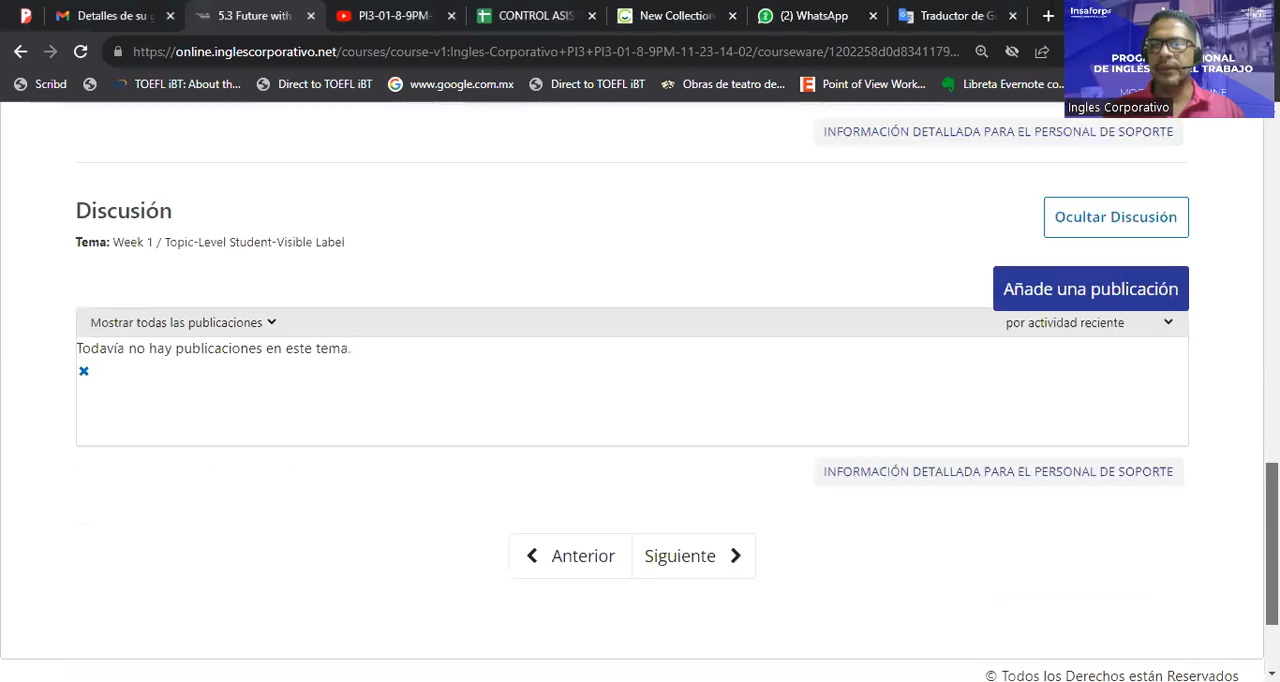 Detalles de su
5.3 Future with
PI3-01-8-9PM-
CONTROL ASIS
New Collection
(2) WhatsApp
Traductor de G
https://online.inglescorporativo.net/courses/course-v1:Ingles-Corporativo+PI3+PI3-01-8-9PM-11-23-14-02/courseware/1202258d0d8341179...
Scribd
TOEFL iBT: About th...
Direct to TOEFL iBT
www.google.com.mx
Direct to TOEFL iBT
Obras de teatro de...
Point of View Work...
Libreta Evernote co...
Insaforp
DE INGLÉS
EL TRABAJO
Ingles Corporativo
INFORMACIÓN DETALLADA PARA EL PERSONAL DE SOPORTE
Discusión
Ocultar Discusión
Tema: Week 1 / Topic-Level Student-Visible Label
Añade una publicación
Mostrar todas las publicaciones
por actividad reciente
Todavía no hay publicaciones en este tema.
INFORMACIÓN DETALLADA PARA EL PERSONAL DE SOPORTE
Anterior
Siguiente
© Todos los Derechos están Reservados